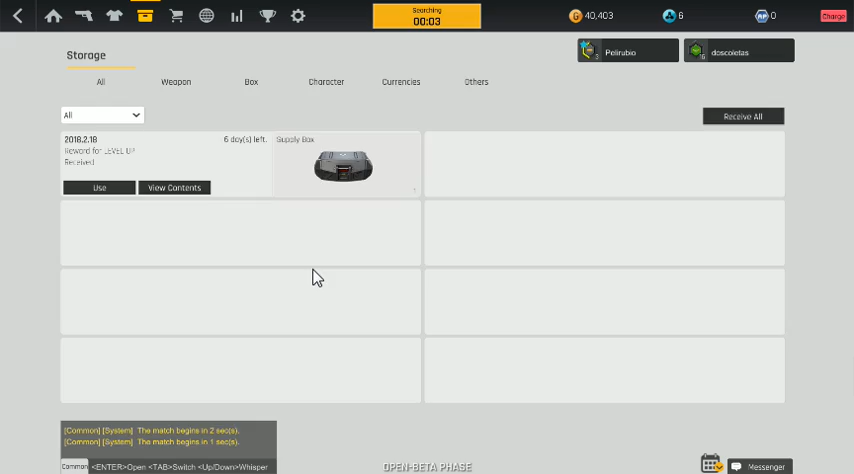 Searching
00:03
40,403
6
0
Charge
Storage
3
Pelirubio
16
doscoletas
All
Weapon
Box
Character
Currencies
Others
All
Receive All
2018.2.18
6 day(s) left.
Reward for LEVEL UP
Received
Supply Box
Use
View Contents
[Common] [System] The match begins in 2 sec(s).
[Common] [System] The match begins in 1 sec(s).
Common
<ENTER>Open <TAB>Switch <Up/Down>Whisper
OPEN-BETA PHASE
Messenger